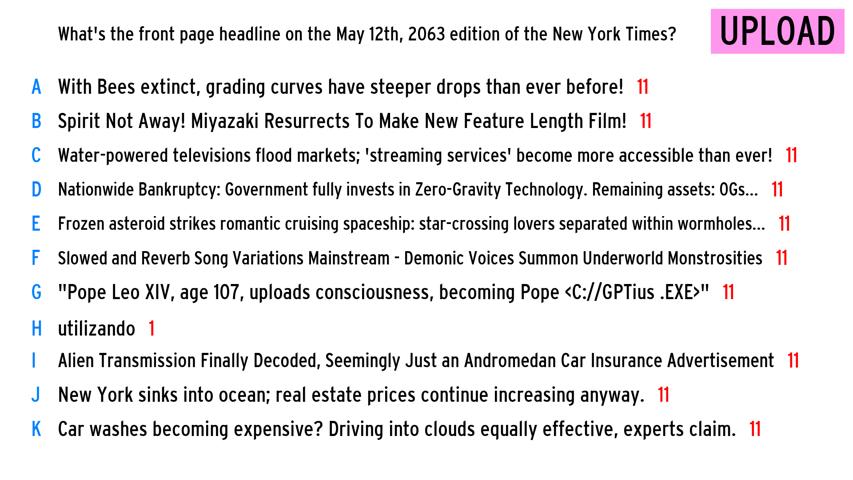 What's the front page headline on the May 12th, 2063 edition of the New York Times?
UPLOAD
A With Bees extinct, grading curves have steeper drops than ever before! 11
B Spirit Not Away! Miyazaki Resurrects To Make New Feature Length Film! 11
C Water-powered televisions flood markets; 'streaming services' become more accessible than ever! 11
D Nationwide Bankruptcy: Government fully invests in Zero-Gravity Technology. Remaining assets: OGs... 11
E Frozen asteroid strikes romantic cruising spaceship: star-crossing lovers separated within wormholes... 11
F Slowed and Reverb Song Variations Mainstream - Demonic Voices Summon Underworld Monstrosities 11
G "Pope Leo XIV, age 107, uploads consciousness, becoming Pope <C://GPTius .EXE>" 11
H utilizando 1
I Alien Transmission Finally Decoded, Seemingly Just an Andromedan Car Insurance Advertisement 11
J New York sinks into ocean; real estate prices continue increasing anyway. 11
K Car washes becoming expensive? Driving into clouds equally effective, experts claim. 11